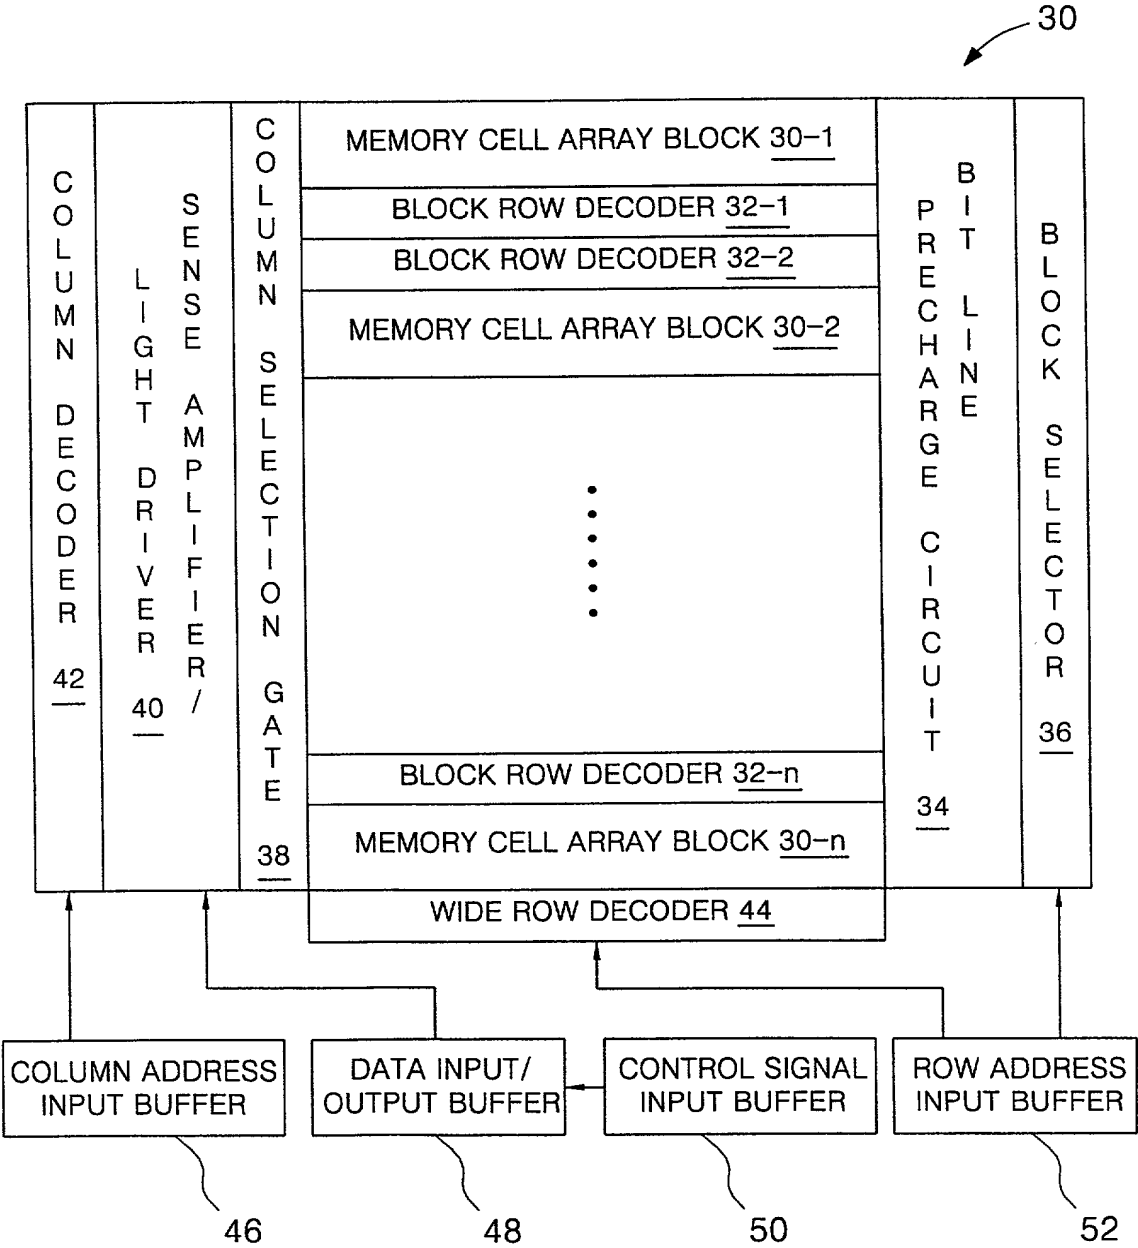 30
COLUMN DECODER 42
LIGHT DRIVER 40
SENSE AMPLIFIER/
COLUMN SELECTION GATE 38
MEMORY CELL ARRAY BLOCK 30-1
BLOCK ROW DECODER 32-1
BLOCK ROW DECODER 32-2
MEMORY CELL ARRAY BLOCK 30-2
BLOCK ROW DECODER 32-n
MEMORY CELL ARRAY BLOCK 30-n
WIDE ROW DECODER 44
BIT LINE
PRECHARGE CIRCUIT 34
BLOCK SELECTOR 36
COLUMN ADDRESS
INPUT BUFFER
DATA INPUT/
OUTPUT BUFFER
CONTROL SIGNAL
INPUT BUFFER
ROW ADDRESS
INPUT BUFFER
46
48
50
52